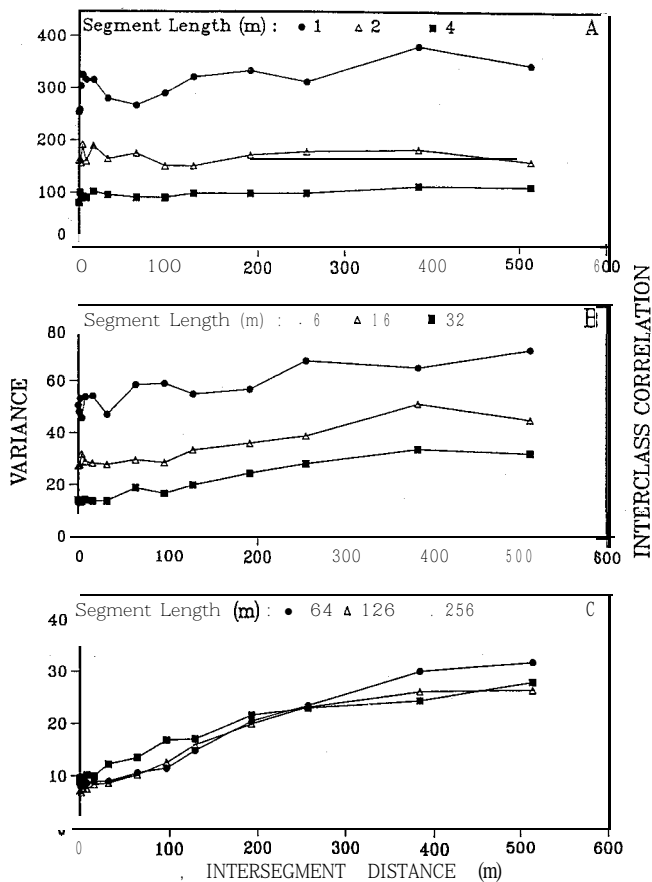 Segment Length (m) : ● 1 △ 2 ■ 4 A
400
300
200
100
0
0 100 200 300 400 500 600
Segment Length (m) : . 6 △ 16 ■ 32 B
80
60
40
20
0
0 100 200 300 400 500 600
VARIANCE
INTERCLASS CORRELATION
Segment Length (m) : ● 64 △ 126 . 256 C
40
30
20
10
0 100 200 300 400 500 600
, INTERSEGMENT DISTANCE (m)